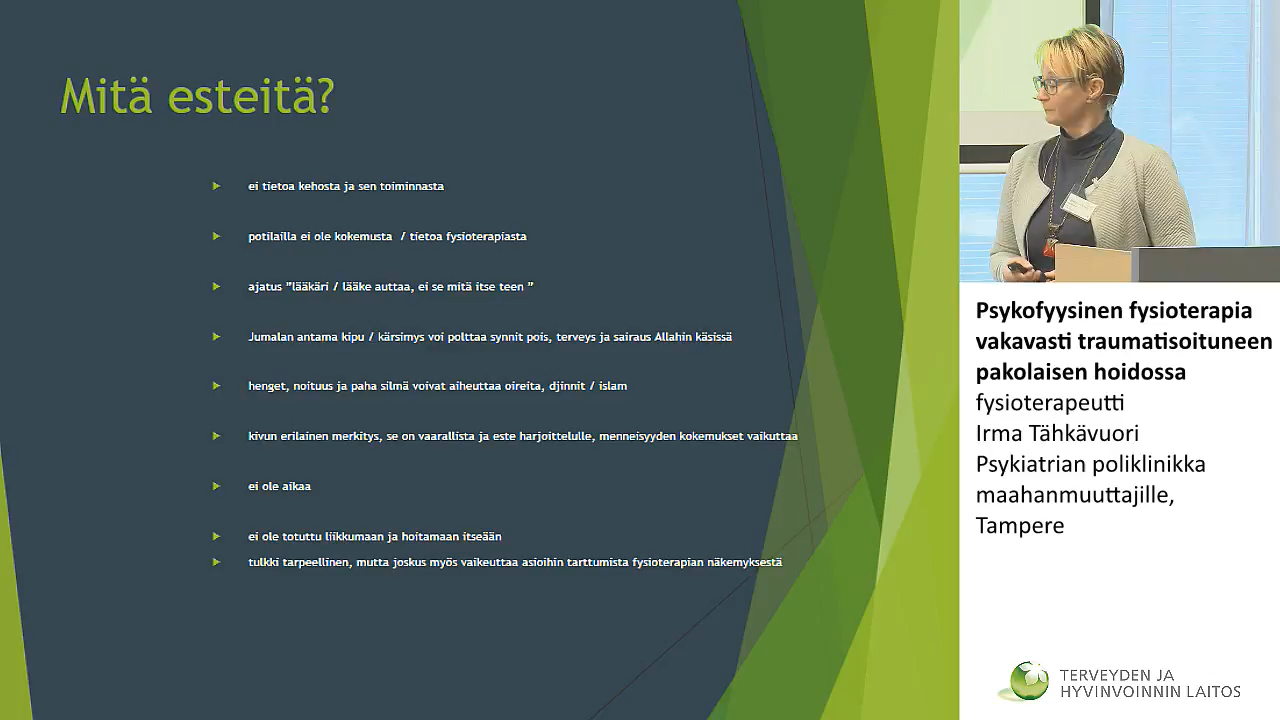 Mitä esteitä?
ei tietoa kehosta ja sen toiminnasta
potilailla ei ole kokemusta / tietoa fysioterapiasta
ajatus ”lääkäri / lääke auttaa, ei se mitä itse teen ”
Jumalan antama kipu / kärsimys voi polttaa synnit pois, terveys ja sairaus Allahin käsissä
henget, noituus ja paha silmä voivat aiheuttaa oireita, djinnit / islam
kivun erilainen merkitys, se on vaarallista ja este harjoittelulle, menneisyyden kokemukset vaikuttaa
ei ole aikaa
ei ole totuttu liikkumaan ja hoitamaan itseään
tulkki tarpeellinen, mutta joskus myös vaikeuttaa asioihin tarttumista fysioterapian näkemyksestä
Psykofyysinen fysioterapia
vakavasti traumatisoituneen
pakolaisen hoidossa
fysioterapeutti
Irma Tähkävuori
Psykiatrian poliklinikka
maahanmuuttajille,
Tampere
TERVEYDEN JA
HYVINVOINNIN LAITOS